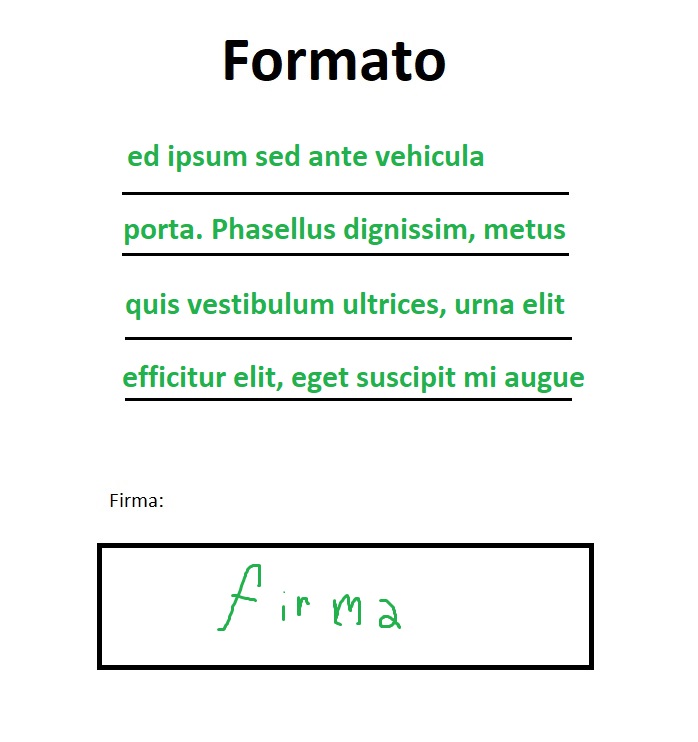 Formato
ed ipsum sed ante vehicula
porta. Phasellus dignissim, metus
quis vestibulum ultrices, urna elit
efficitur elit, eget suscipit mi augue
Firma:
firma